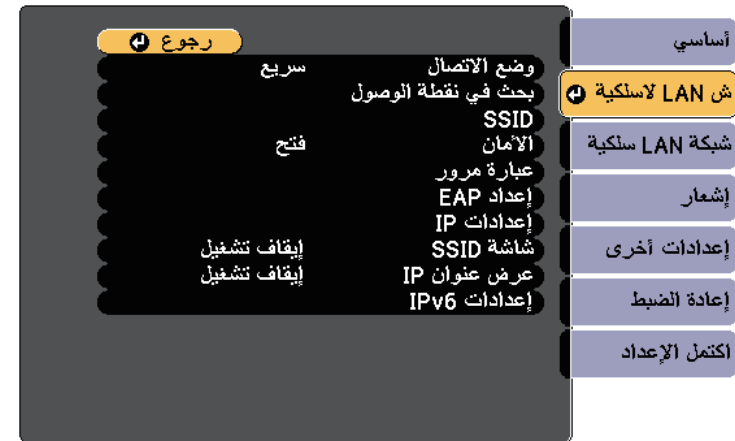 أساسي
ش LAN لاسلكية
شبكة LAN سلكية
إشعار
إعدادات أخرى
إعادة الضبط
اكتمل الإعداد
رجوع
وضع الاتصال سريع
بحث في نقطة الوصول
SSID
الأمان فتح
عبارة مرور
إعداد EAP
إعدادات IP
شاشة SSID إيقاف تشغيل
عرض عنوان IP إيقاف تشغيل
إعدادات IPv6